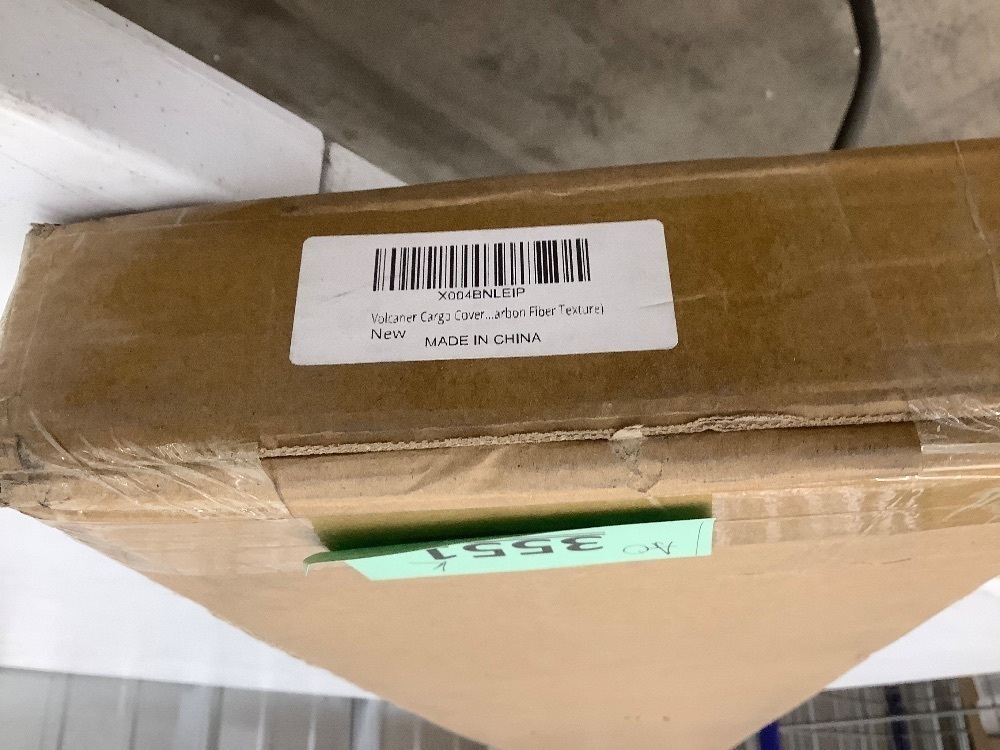 X004BNLEIP
Volcaner Cargo Cover...arbon Fiber Texture)
New
MADE IN CHINA
3551